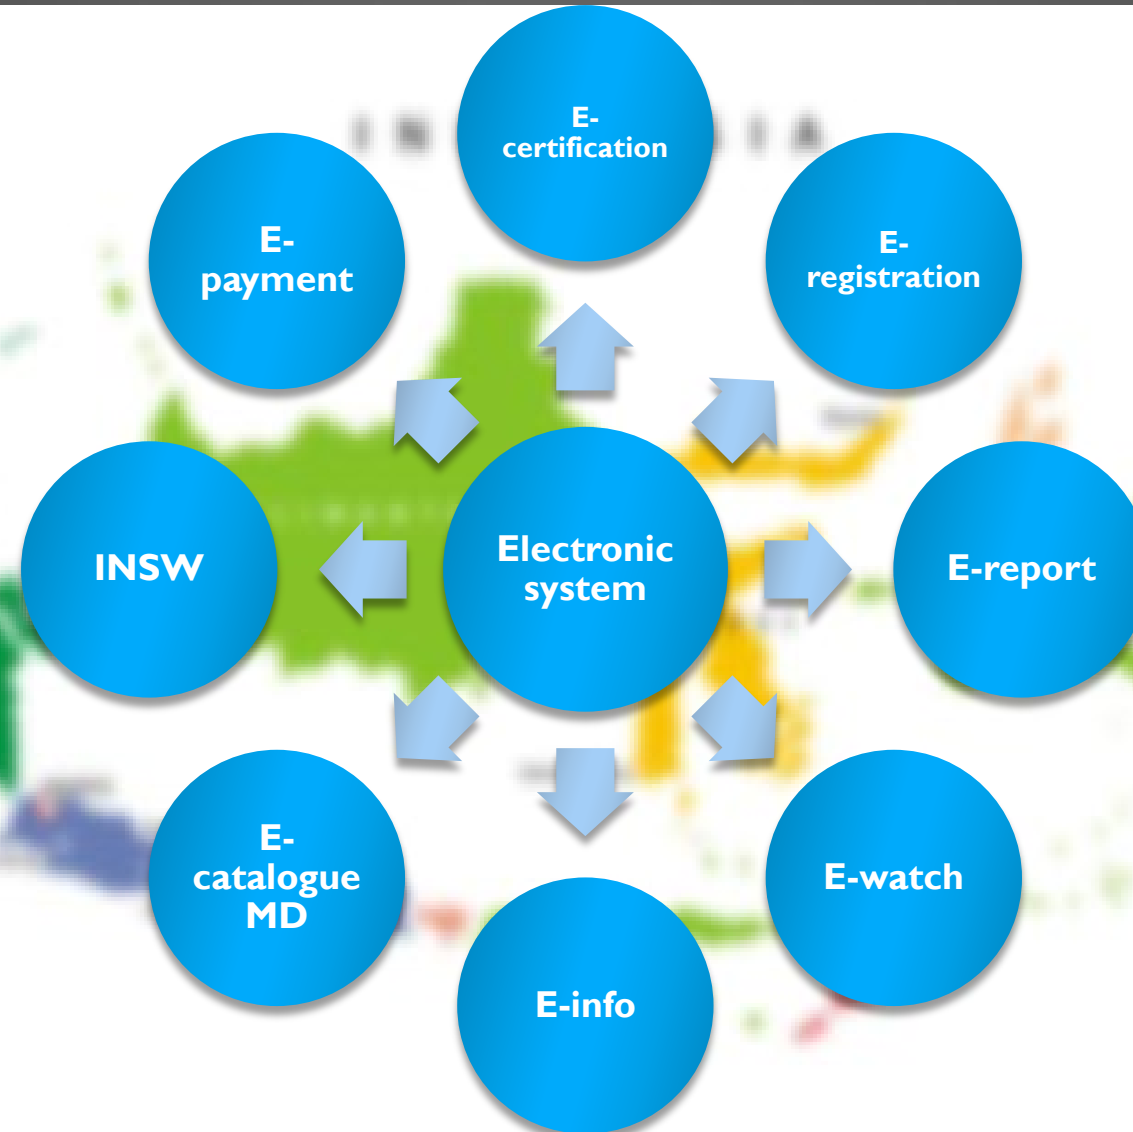 E-
certification
E-
registration
E-report
E-watch
E-info
E-
catalogue
MD
INSW
E-
payment
Electronic
system